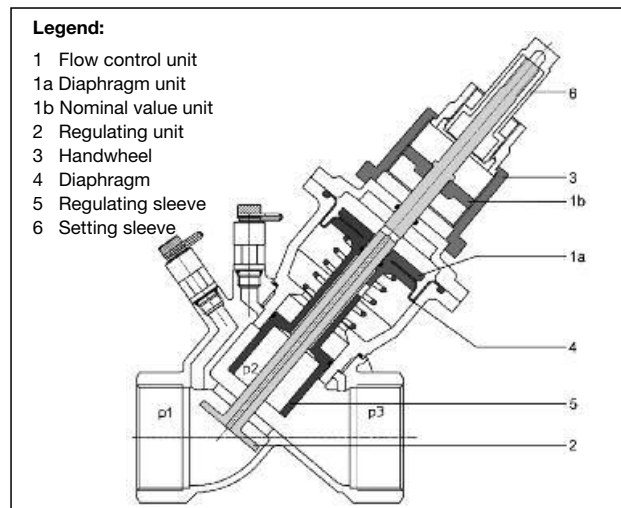 Legend:
1 Flow control unit
1a Diaphragm unit
1b Nominal value unit
2 Regulating unit
3 Handwheel
4 Diaphragm
5 Regulating sleeve
6 Setting sleeve
6
3
1b
1a
4
p2
p1
p3
5
2